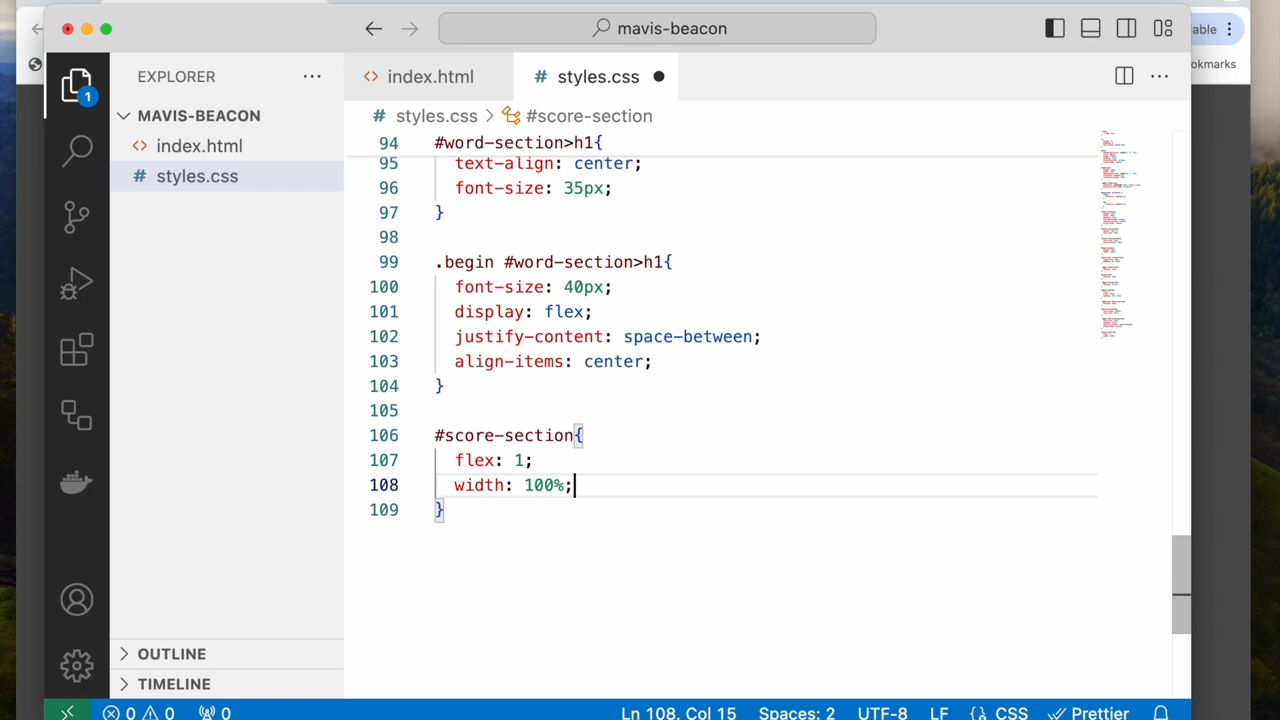 mavis-beacon
able
EXPLORER
index.html
# styles.css
okmarks
MAVIS-BEACON
# styles.css > #score-section
1
index.html
# styles.css
94 #word-section>h1{
95 text-align: center;
96 font-size: 35px;
97 }
98
99 .begin #word-section>h1{
100 font-size: 40px;
101 display: flex;
102 justify-content: space-between;
103 align-items: center;
104 }
105
106 #score-section{
107 flex: 1;
108 width: 100%;
109 }
OUTLINE
TIMELINE
0 0 0 Ln 108, Col 15 Spaces: 2 UTF-8 LF {} CSS Prettier